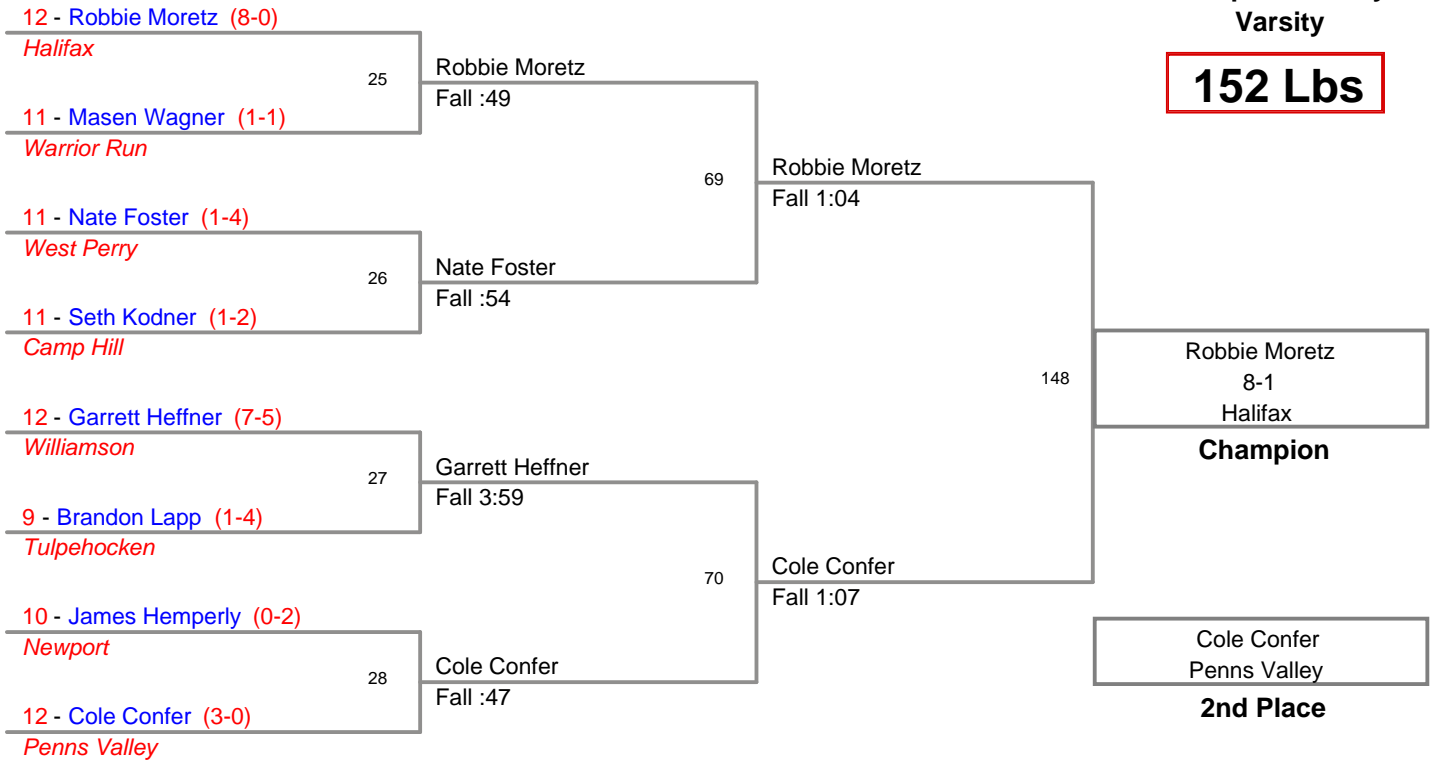 Varsity
152 Lbs
12 - Robbie Moretz (8-0)
Halifax
25
Robbie Moretz
Fall :49
11 - Masen Wagner (1-1)
Warrior Run
69
Robbie Moretz
Fall 1:04
11 - Nate Foster (1-4)
West Perry
26
Nate Foster
Fall :54
11 - Seth Kodner (1-2)
Camp Hill
148
Robbie Moretz
8-1
Halifax
Champion
12 - Garrett Heffner (7-5)
Williamson
27
Garrett Heffner
Fall 3:59
9 - Brandon Lapp (1-4)
Tulpehocken
70
Cole Confer
Fall 1:07
10 - James Hemperly (0-2)
Newport
28
Cole Confer
Fall :47
12 - Cole Confer (3-0)
Penns Valley
Cole Confer
Penns Valley
2nd Place